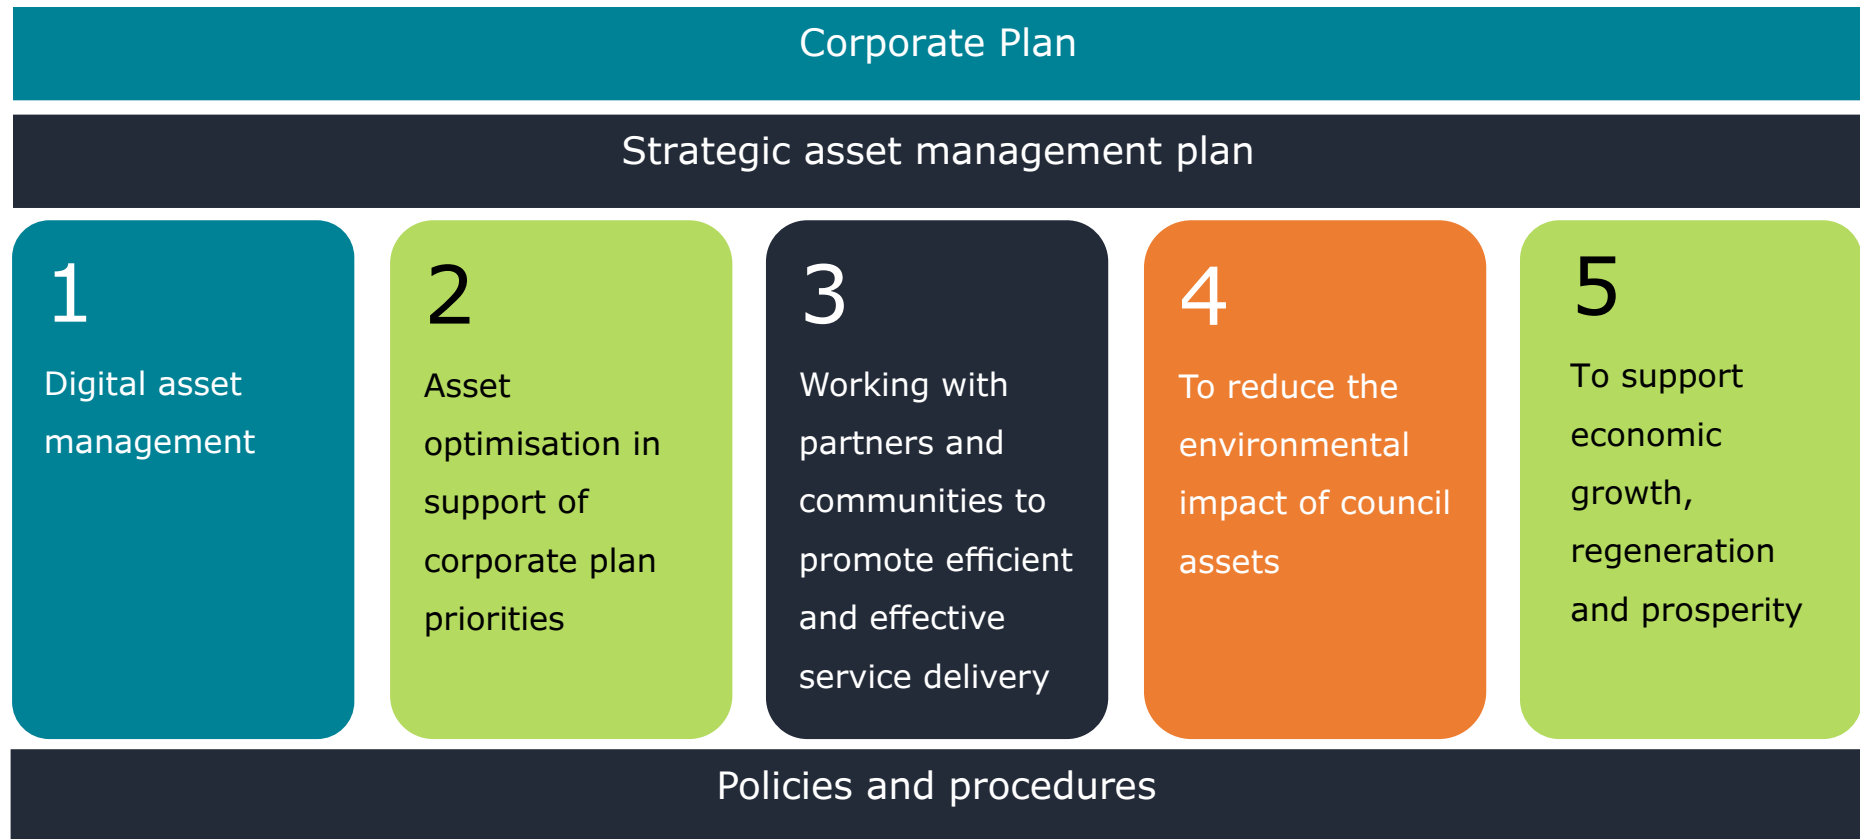 Corporate Plan
Strategic asset management plan
1
Digital asset
management
2
Asset
optimisation in
support of
corporate plan
priorities
3
Working with
partners and
communities to
promote efficient
and effective
service delivery
4
To reduce the
environmental
impact of council
assets
5
To support
economic
growth,
regeneration
and prosperity
Policies and procedures